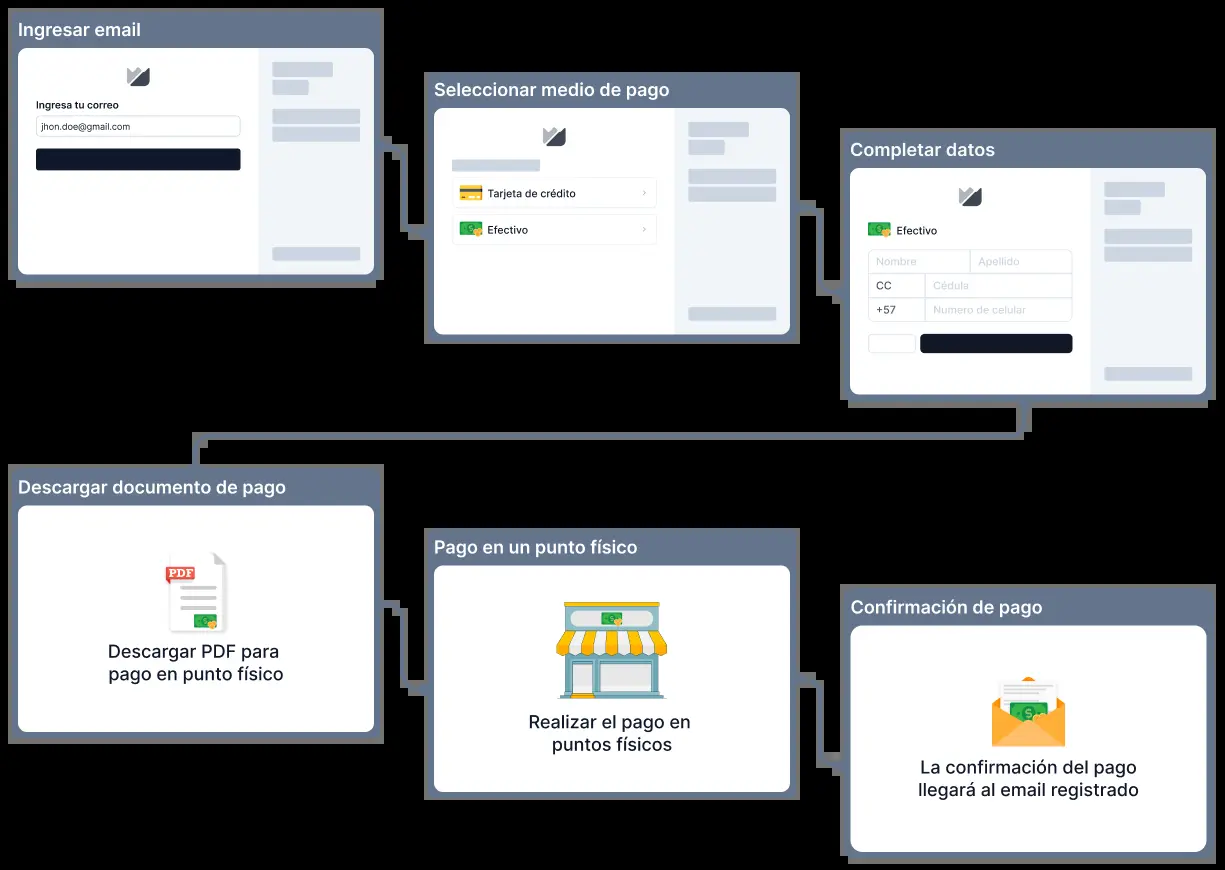 Ingresar email
Ingresa tu correo
jhon.doe@gmail.com
Seleccionar medio de pago
Tarjeta de crédito
Efectivo
Completar datos
Efectivo
Nombre Apellido
CC Cédula
+57 Numero de celular
Descargar documento de pago
PDF
Descargar PDF para
pago en punto físico
Pago en un punto físico
Realizar el pago en
puntos físicos
Confirmación de pago
La confirmación del pago
llegará al email registrado